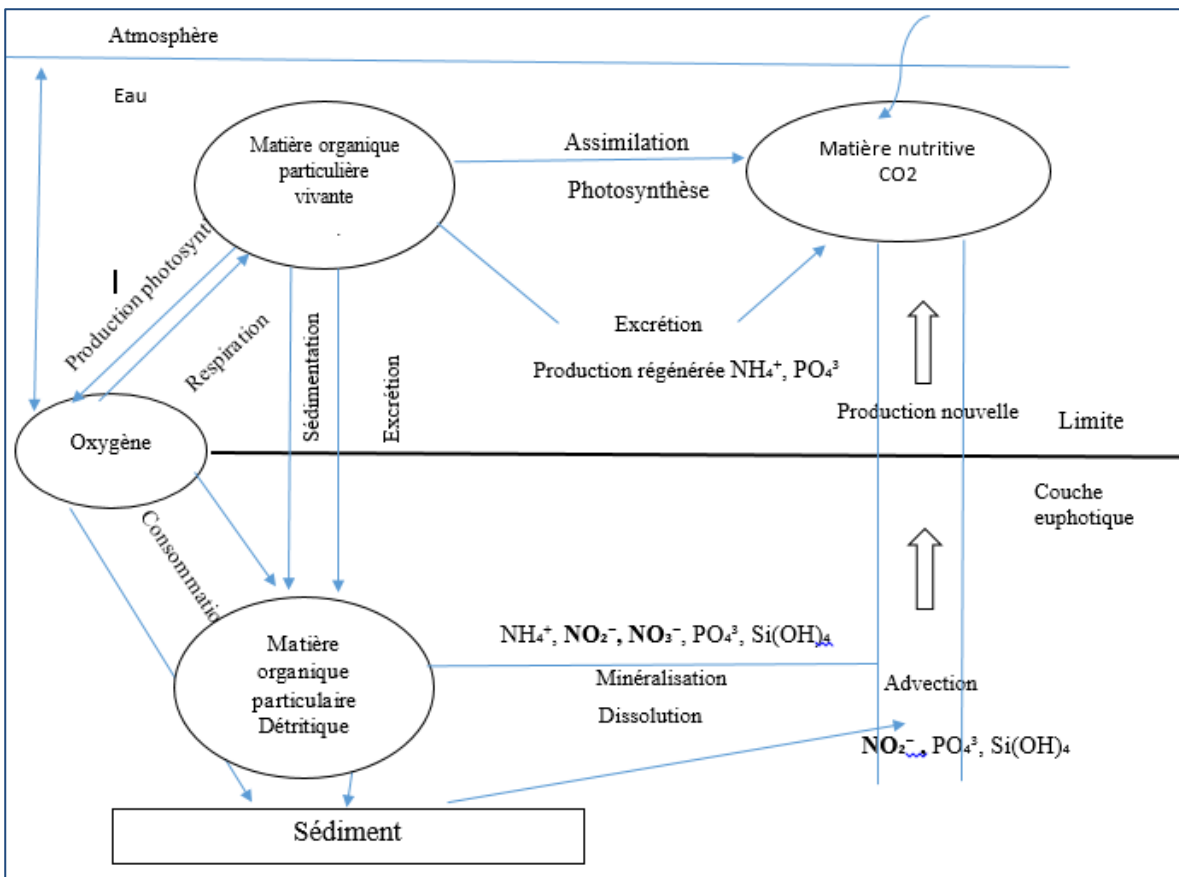 Atmosphère
Eau
Matière organique
particulière
vivante
.
Assimilation
Photosynthèse
Matière nutritive
CO2
Production photosynt
Respiration
Sédimentation
Excrétion
Excrétion
Production régénérée NH₄⁺, PO₄³
Production nouvelle
Limite
Oxygène
Couche
euphotique
Consommatio
Matière
organique
particulaire
Détritique
NH₄⁺, NO₂⁻, NO₃⁻, PO₄³, Si(OH)₄
Minéralisation
Dissolution
Advection
NO₂⁻ , PO₄³, Si(OH)₄
Sédiment